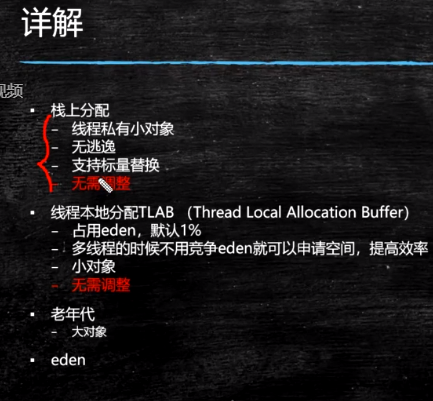 详解
视频
▪ 栈上分配
– 线程私有小对象
– 无逃逸
– 支持标量替换
– 无需调整
▪ 线程本地分配TLAB （Thread Local Allocation Buffer）
– 占用eden，默认1%
– 多线程的时候不用竞争eden就可以申请空间，提高效率
– 小对象
– 无需调整
▪ 老年代
– 大对象
▪ eden